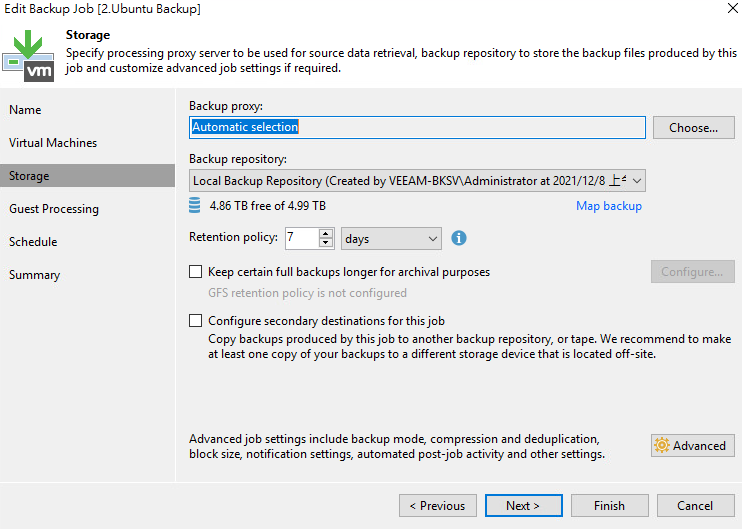 Edit Backup Job [2.Ubuntu Backup]
Storage
Specify processing proxy server to be used for source data retrieval, backup repository to store the backup files produced by this
job and customize advanced job settings if required.
vm
Name
Virtual Machines
Storage
Guest Processing
Schedule
Summary
Backup proxy:
Automatic selection
Choose...
Backup repository:
Local Backup Repository (Created by VEEAM-BKSV\Administrator at 2021/12/8 上
4.86 TB free of 4.99 TB
Map backup
Retention policy: 7 days
Keep certain full backups longer for archival purposes
Configure...
GFS retention policy is not configured
Configure secondary destinations for this job
Copy backups produced by this job to another backup repository, or tape. We recommend to make
at least one copy of your backups to a different storage device that is located off-site.
Advanced job settings include backup mode, compression and deduplication,
block size, notification settings, automated post-job activity and other settings.
Advanced
< Previous
Next >
Finish
Cancel